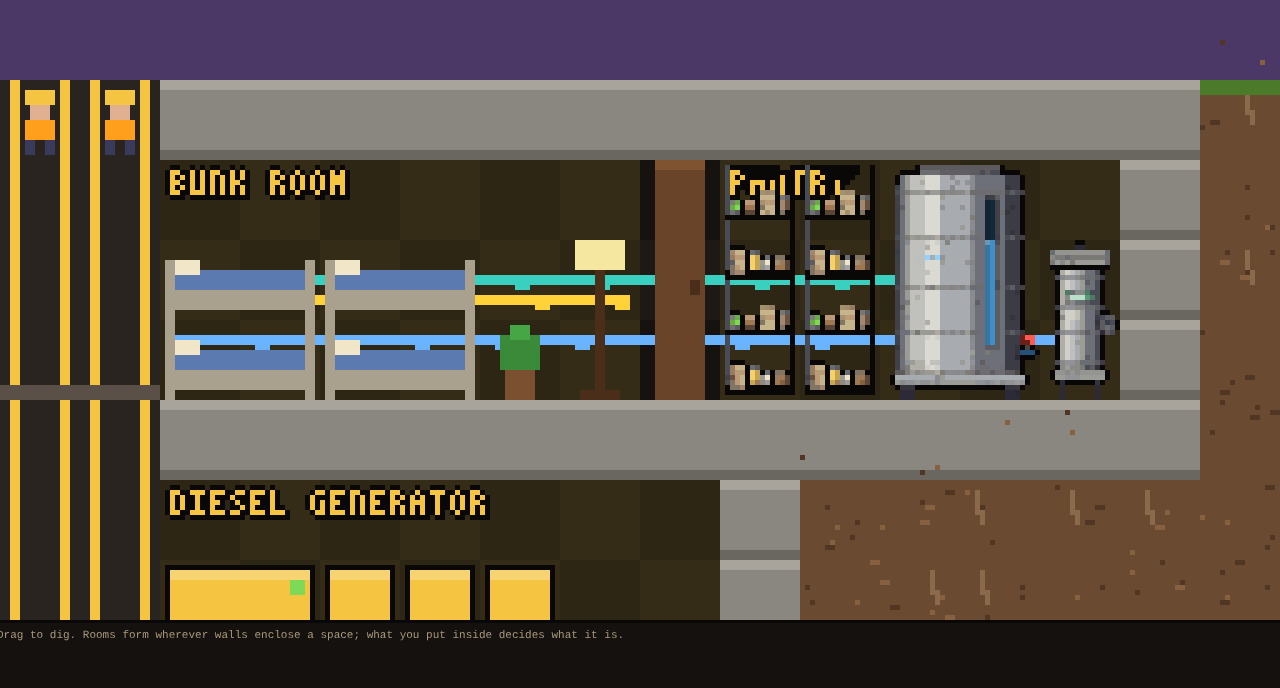 BUNK ROOM
DIESEL GENERATOR
Drag to dig. Rooms form wherever walls enclose a space; what you put inside decides what it is.